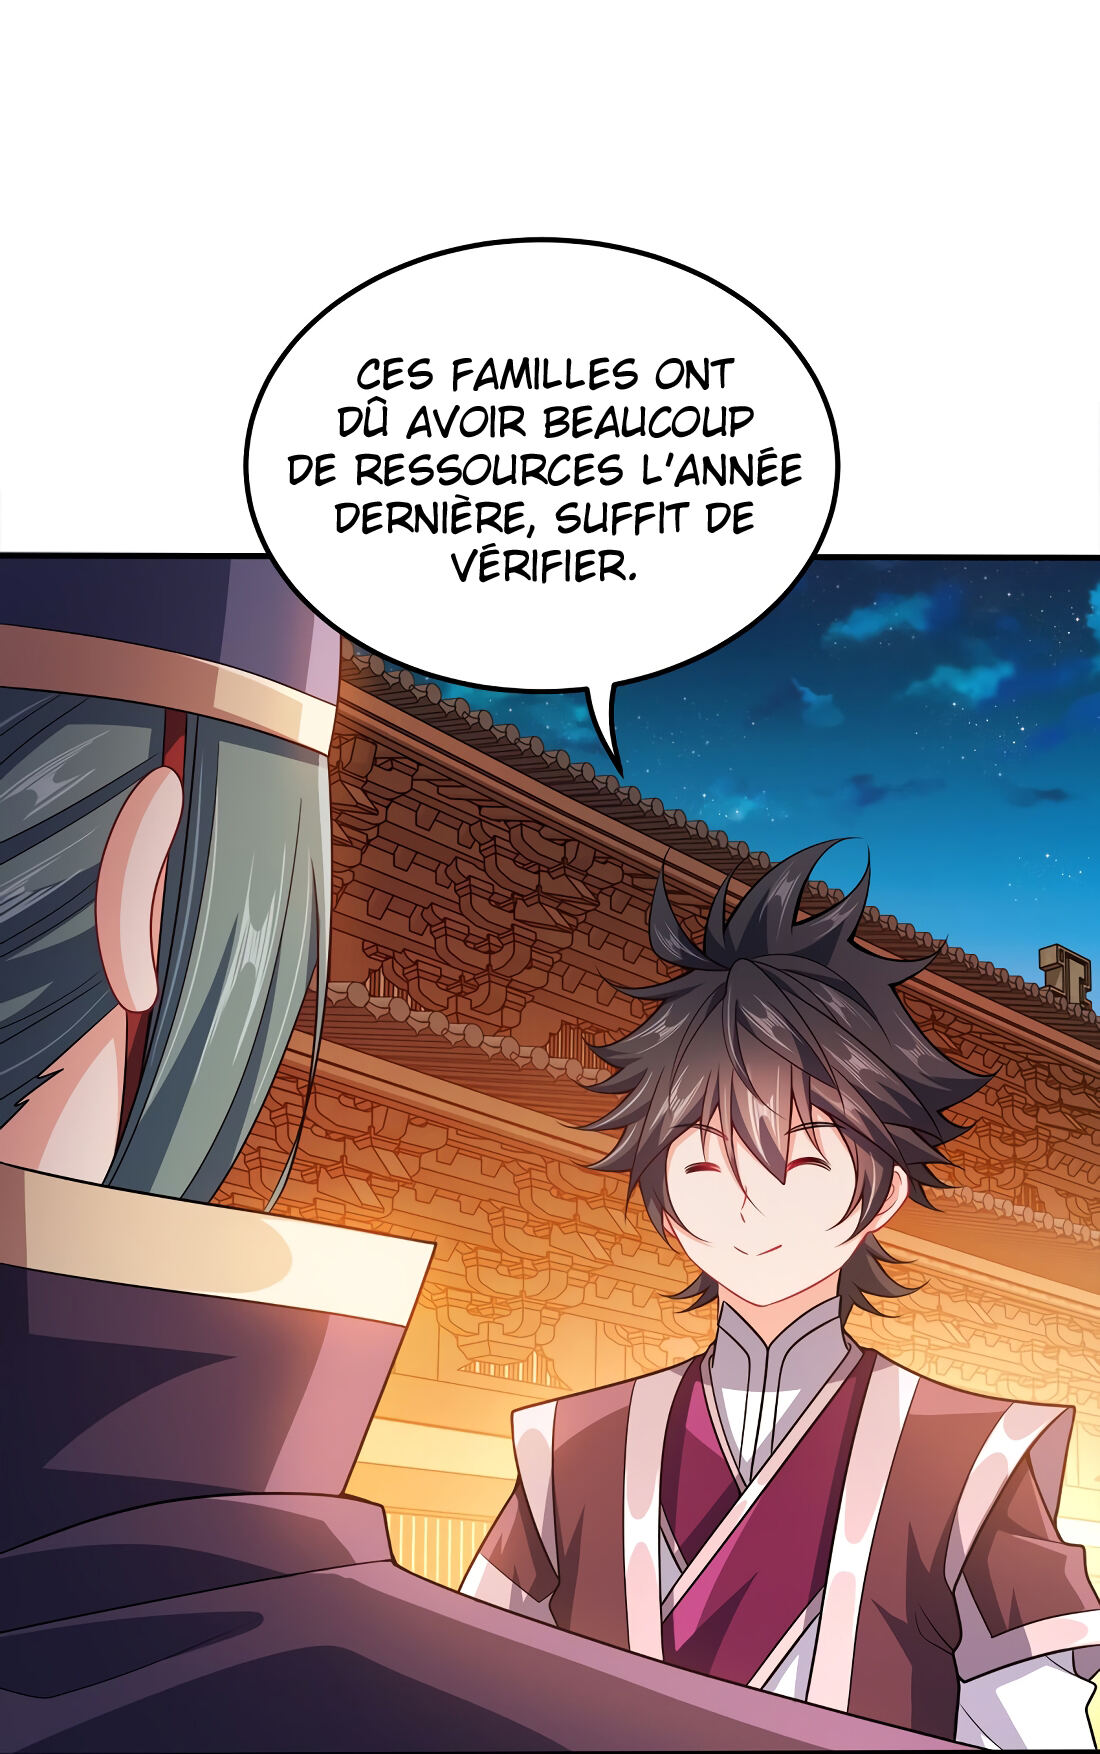 CES FAMILLES ONT
DÛ AVOIR BEAUCOUP
DE RESSOURCES L'ANNÉE
DERNIÈRE, SUFFIT DE
VÉRIFIER.